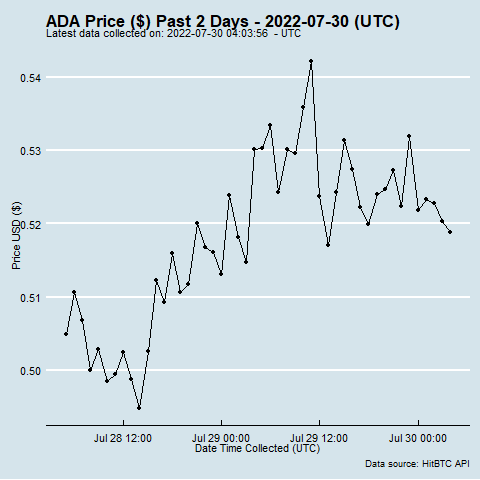 ADA Price ($) Past 2 Days - 2022-07-30 (UTC)
Latest data collected on: 2022-07-30 04:03:56 - UTC
0.54
0.53
0.52
0.51
0.50
Price USD ($)
Jul 28 12:00 Jul 29 00:00 Jul 29 12:00 Jul 30 00:00
Date Time Collected (UTC)
Data source: HitBTC API